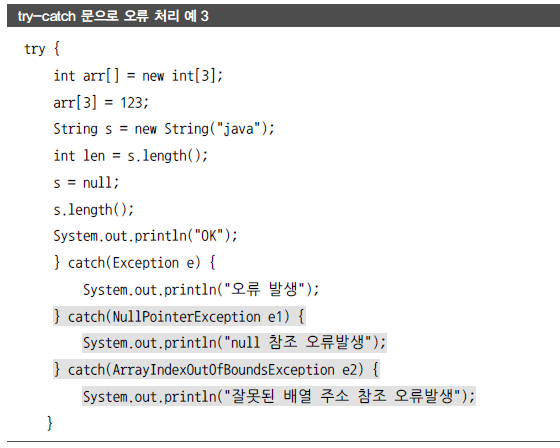 try-catch 문으로 오류 처리 예 3
try {
int arr[] = new int[3];
arr[3] = 123;
String s = new String("java");
int len = s.length();
s = null;
s.length();
System.out.println("OK");
} catch(Exception e) {
System.out.println("오류 발생");
} catch(NullPointerException e1) {
System.out.println("null 참조 오류발생");
} catch(ArrayIndexOutOfBoundsException e2) {
System.out.println("잘못된 배열 주소 참조 오류발생");
}